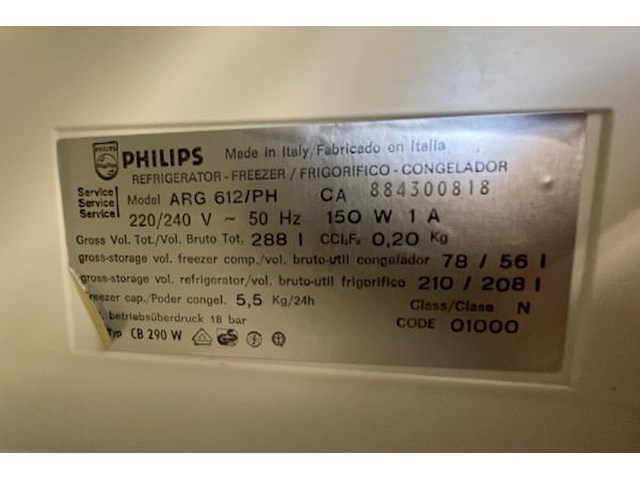 PHILIPS Made in Italy/Fabricado en Italia
REFRIGERATOR-FREEZER/FRIGORIFICO-CONGELADOR
Service
Service
Service
Model ARG 612/PH CA 884300818
220/240 V ~ 50 Hz 150 W 1 A
Gross Vol. Tot./Vol. Bruto Tot. 288 l CCl₂F₂ 0,20 Kg
gross-storage vol. freezer comp./vol. bruto-util congelador 78 / 56 l
gross-storage vol. refrigerator/vol. bruto-util frigorifico 210 / 208 l
freezer cap./Poder congel. 5,5 Kg/24h Class/Clase N
betriebsüberdruck 18 bar CODE 01000
Typ CB 290 W